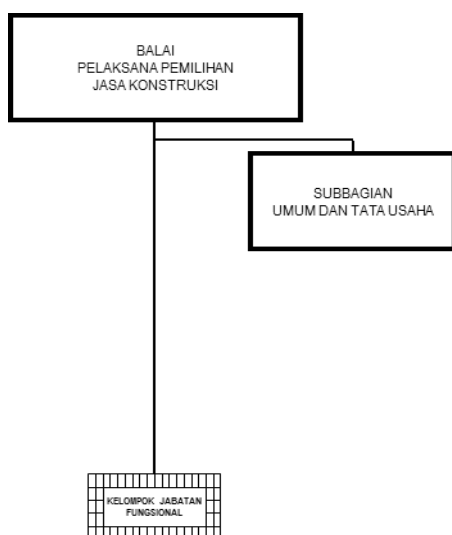 BALAI
PELAKSANA PEMILIHAN
JASA KONSTRUKSI
SUBBAGIAN
UMUM DAN TATA USAHA
KELOMPOK JABATAN
FUNGSIONAL